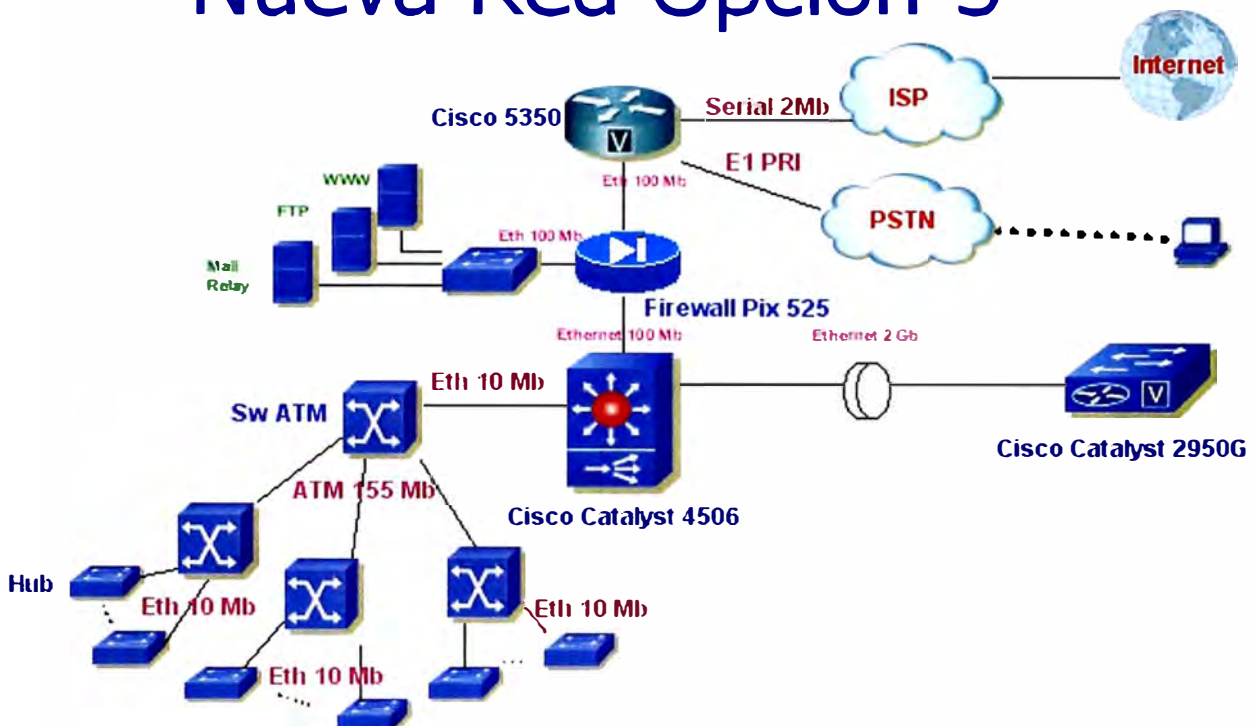 Nueva Red Opción 3
Internet
ISP
Serial 2Mb
Cisco 5350
V
E1 PRI
Eth 100 Mb
WWW
FTP
PSTN
Eth 100 Mb
Mail
Relay
Firewall Pix 525
Ethernet 100 Mb
Ethernet 2 Gb
Eth 10 Mb
Sw ATM
V
Cisco Catalyst 2950G
ATM 155 Mb
Cisco Catalyst 4506
Hub
Eth 10 Mb
Eth 10 Mb
Eth 10 Mb